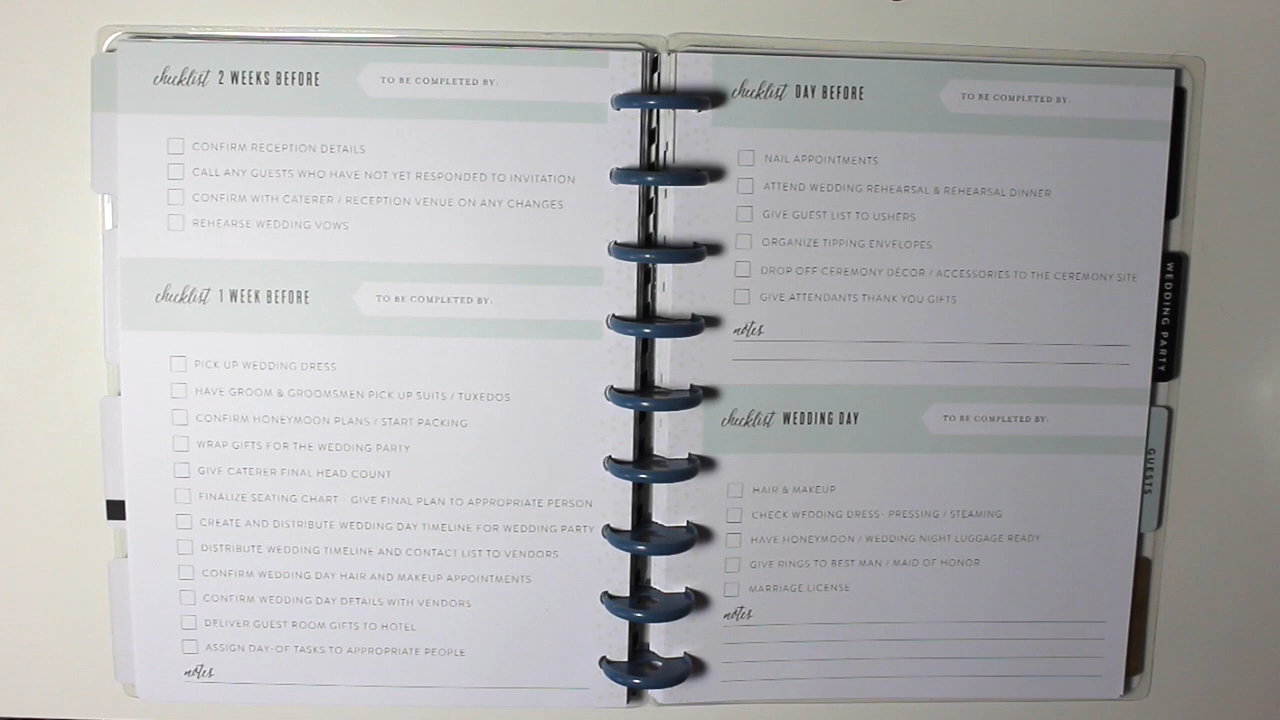 checklist 2 WEEKS BEFORE
TO BE COMPLETED BY:
CONFIRM RECEPTION DETAILS
CALL ANY GUESTS WHO HAVE NOT YET RESPONDED TO INVITATION
CONFIRM WITH CATERER / RECEPTION VENUE ON ANY CHANGES
REHEARSE WEDDING VOWS
checklist 1 WEEK BEFORE
TO BE COMPLETED BY:
PICK UP WEDDING DRESS
HAVE GROOM & GROOMSMEN PICK UP SUITS / TUXEDOS
CONFIRM HONEYMOON PLANS / START PACKING
WRAP GIFTS FOR THE WEDDING PARTY
GIVE CATERER FINAL HEAD COUNT
FINALIZE SEATING CHART - GIVE FINAL PLAN TO APPROPRIATE PERSON
CREATE AND DISTRIBUTE WEDDING DAY TIMELINE FOR WEDDING PARTY
DISTRIBUTE WEDDING TIMELINE AND CONTACT LIST TO VENDORS
CONFIRM WEDDING DAY HAIR AND MAKEUP APPOINTMENTS
CONFIRM WEDDING DAY DETAILS WITH VENDORS
DELIVER GUEST ROOM GIFTS TO HOTEL
ASSIGN DAY-OF TASKS TO APPROPRIATE PEOPLE
notes
checklist DAY BEFORE
TO BE COMPLETED BY:
NAIL APPOINTMENTS
ATTEND WEDDING REHEARSAL & REHEARSAL DINNER
GIVE GUEST LIST TO USHERS
ORGANIZE TIPPING ENVELOPES
DROP OFF CEREMONY DÉCOR / ACCESSORIES TO THE CEREMONY SITE
GIVE ATTENDANTS THANK YOU GIFTS
notes
checklist WEDDING DAY
TO BE COMPLETED BY:
HAIR & MAKEUP
CHECK WEDDING DRESS- PRESSING / STEAMING
HAVE HONEYMOON / WEDDING NIGHT LUGGAGE READY
GIVE RINGS TO BEST MAN / MAID OF HONOR
MARRIAGE LICENSE
notes
WEDDING PARTY
GUESTS